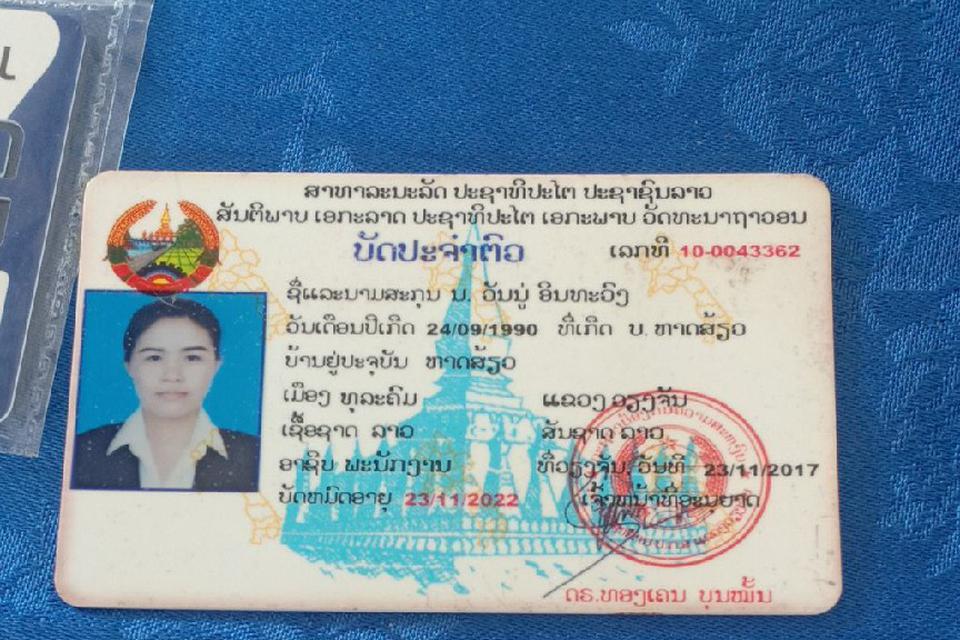 ສາທາລະນະລັດ ປະຊາທິປະໄຕ ປະຊາຊົນລາວ
ສັນຕິພາບ ເອກະລາດ ປະຊາທິປະໄຕ ເອກະພາບ ວັດທະນາຖາວອນ
ບັດປະຈຳຕົວ ເລກທີ 10-0043362
ຊື່ແລະນາມສະກຸນ ນ. ວັນນູ່ ອິນທະວົງ
ວັນເດືອນປີເກີດ 24/09/1990 ທີ່ເກີດ ບ. ຫາດສ້ຽວ
ບ້ານຢູ່ປະຈຸບັນ ຫາດສ້ຽວ
ເມືອງ ທຸລະຄົມ ແຂວງ ວຽງຈັນ
ເຊື້ອຊາດ ລາວ ສັນຊາດ ລາວ
ອາຊີບ ພະນັກງານ ທີ່ວຽງຈັນ, ວັນທີ 23/11/2017
ບັດຫມົດອາຍຸ 23/11/2022 ເຈົ້າຫນ້າທີ່ອະນຸຍາດ
ດຣ.ທອງເຄນ ບຸນໝັ້ນ